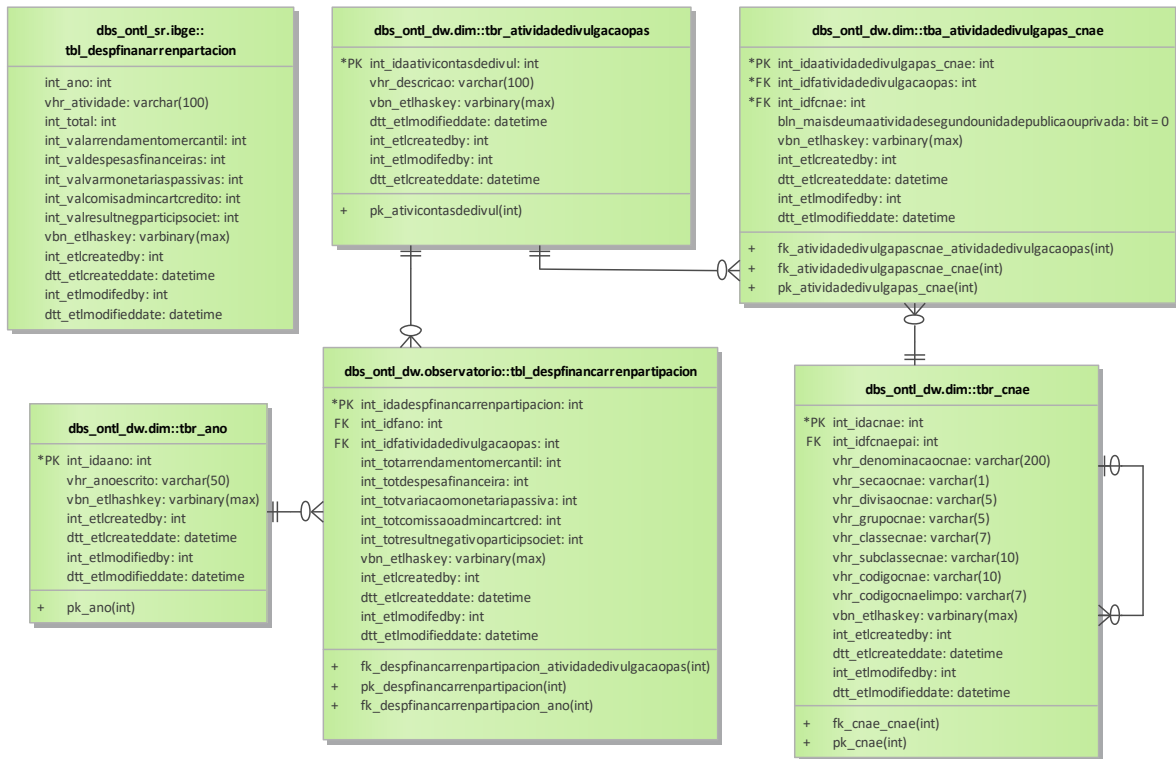 dbs_ontl_sr.ibge::
tbl_despfinanarrenpartacion
int_ano: int
vhr_atividade: varchar(100)
int_total: int
int_valarrendamentomercantil: int
int_valdespesasfinanceiras: int
int_valvarmonetariaspassivas: int
int_valcomisadmincartcredito: int
int_valresultnegparticipsociet: int
vbn_etlhaskey: varbinary(max)
int_etlcreatedby: int
dtt_etlcreateddate: datetime
int_etlmodifedby: int
dtt_etlmodifieddate: datetime
dbs_ontl_dw.dim::tbr_atividadedivulgacaopas
*PK int_idaativicontasdedivul: int
vhr_descricao: varchar(100)
vbn_etlhaskey: varbinary(max)
dtt_etlmodifieddate: datetime
int_etlcreatedby: int
int_etlmodifedby: int
dtt_etlcreateddate: datetime
+ pk_ativicontasdedivul(int)
dbs_ontl_dw.dim::tba_atividadedivulgapas_cnae
*PK int_idaatividadedivulgapas_cnae: int
*FK int_idfatividadedivulgacaopas: int
*FK int_idfcnae: int
bln_maisdeumaatividadesegundounidadepublicaouprivada: bit = 0
vbn_etlhaskey: varbinary(max)
int_etlcreatedby: int
dtt_etlcreateddate: datetime
int_etlmodifedby: int
dtt_etlmodifieddate: datetime
+ fk_atividadedivulgapascnae_atividadedivulgacaopas(int)
+ fk_atividadedivulgapascnae_cnae(int)
+ pk_atividadedivulgapas_cnae(int)
dbs_ontl_dw.dim::tbr_ano
*PK int_idaano: int
vhr_anoescrito: varchar(50)
vbn_etlhashkey: varbinary(max)
int_etlcreatedby: int
dtt_etlcreateddate: datetime
int_etlmodifiedby: int
dtt_etlmodifieddate: datetime
+ pk_ano(int)
dbs_ontl_dw.observatorio::tbl_despfinancarrenpartipacion
*PK int_idadespfinancarrenpartipacion: int
FK int_idfano: int
FK int_idfatividadedivulgacaopas: int
int_totarrendamentomercantil: int
int_totdespesafinanceira: int
int_totvariacaomonetariapassiva: int
int_totcomissaoadmincartcred: int
int_totresultnegativoparticipsociet: int
vbn_etlhaskey: varbinary(max)
int_etlcreatedby: int
dtt_etlcreateddate: datetime
int_etlmodifedby: int
dtt_etlmodifieddate: datetime
+ fk_despfinancarrenpartipacion_atividadedivulgacaopas(int)
+ pk_despfinancarrenpartipacion(int)
+ fk_despfinancarrenpartipacion_ano(int)
dbs_ontl_dw.dim::tbr_cnae
*PK int_idacnae: int
FK int_idfcnaepai: int
vhr_denominacaocnae: varchar(200)
vhr_secaocnae: varchar(1)
vhr_divisaocnae: varchar(5)
vhr_grupocnae: varchar(5)
vhr_classecnae: varchar(7)
vhr_subclassecnae: varchar(10)
vhr_codigocnae: varchar(10)
vhr_codigocnaelimpo: varchar(7)
vbn_etlhaskey: varbinary(max)
int_etlcreatedby: int
dtt_etlcreateddate: datetime
int_etlmodifedby: int
dtt_etlmodifieddate: datetime
+ fk_cnae_cnae(int)
+ pk_cnae(int)